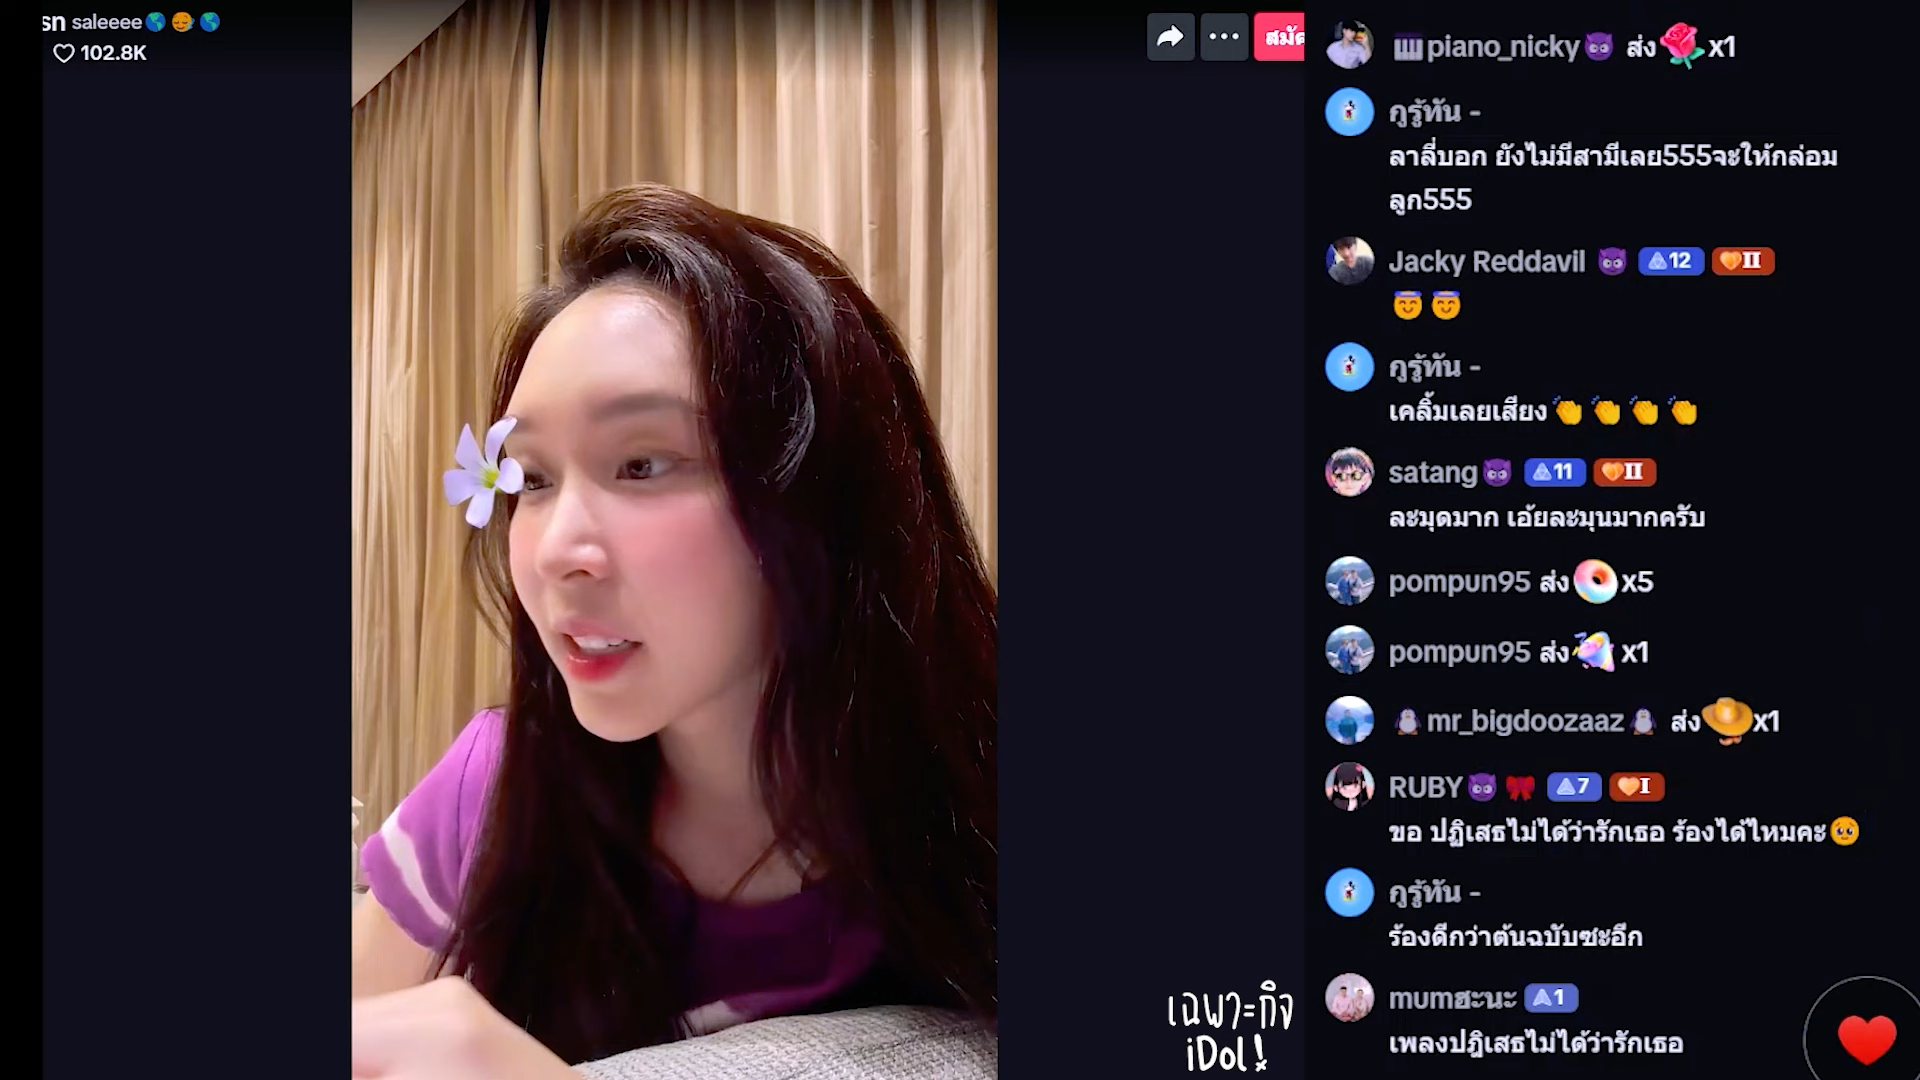 sn saleeee
102.8K
สมัค
piano_nicky ส่ง x1
กูรู้ทัน -
ลาลี่บอก ยังไม่มีสามีเลย555จะให้กล่อม
ลูก555
Jacky Reddavil 12 II
กูรู้ทัน -
เคลิ้มเลยเสียง👏👏👏👏
satang 11 II
ละมุดมาก เอ้ยละมุนมากครับ
pompun95 ส่ง x5
pompun95 ส่ง x1
mr_bigdoozaaz ส่ง x1
RUBY 7 I
ขอ ปฏิเสธไม่ได้ว่ารักเธอ ร้องได้ไหมคะ🥺
กูรู้ทัน -
ร้องดีกว่าต้นฉบับซะอีก
mumฮะนะ 1
เพลงปฎิเสธไม่ได้ว่ารักเธอ
เฉพาะกิจ
iDol!